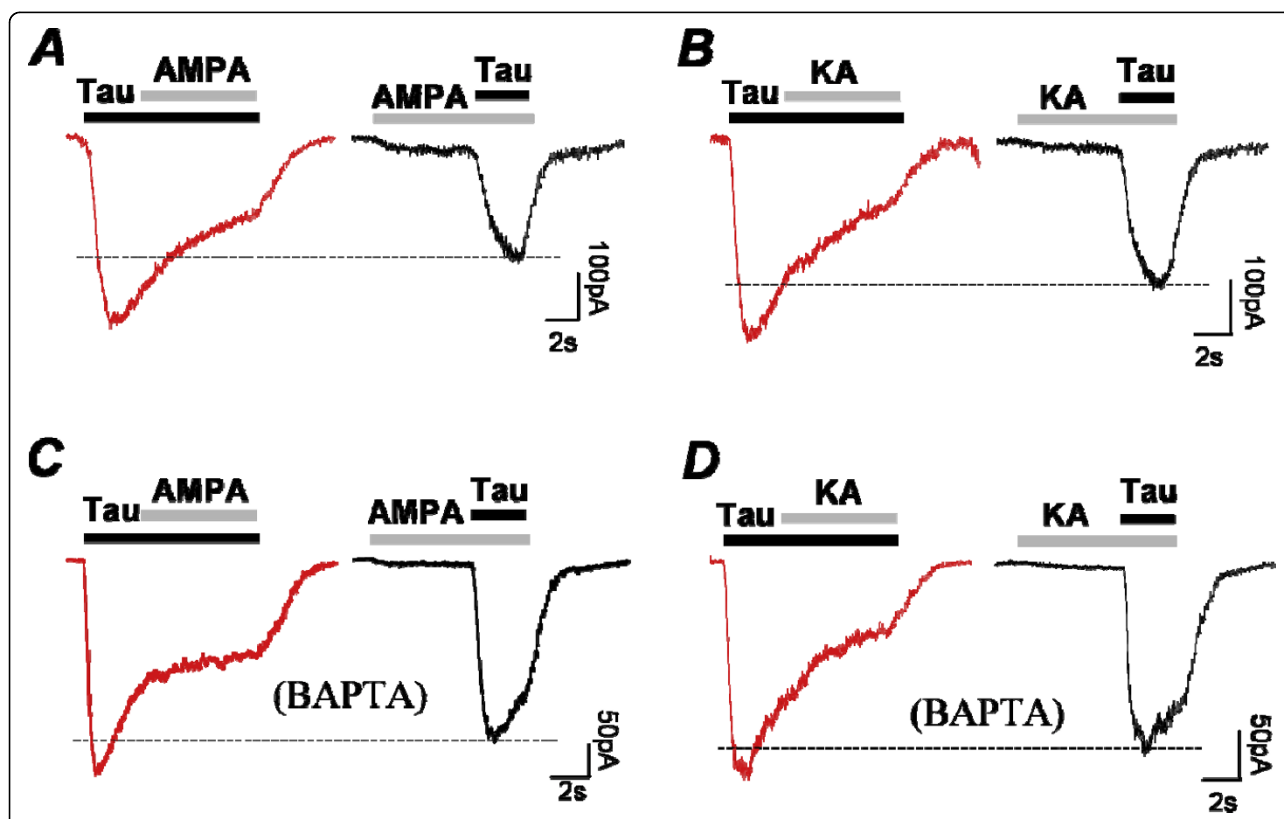 A
AMPA
Tau
Tau
AMPA
100pA
2s
B
KA
Tau
Tau
KA
100pA
2s
C
AMPA
Tau
Tau
AMPA
(BAPTA)
50pA
2s
D
KA
Tau
Tau
KA
(BAPTA)
50pA
2s